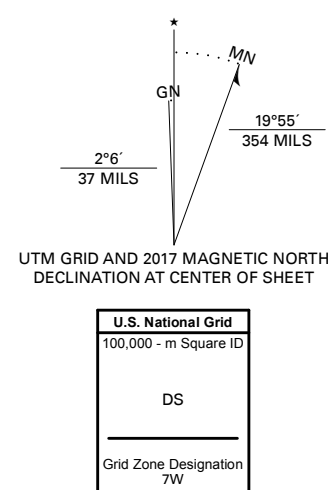 ★
MN
GN
19°55´
354 MILS
2°6´
37 MILS
UTM GRID AND 2017 MAGNETIC NORTH
DECLINATION AT CENTER OF SHEET
U.S. National Grid
100,000 - m Square ID
DS
Grid Zone Designation
7W